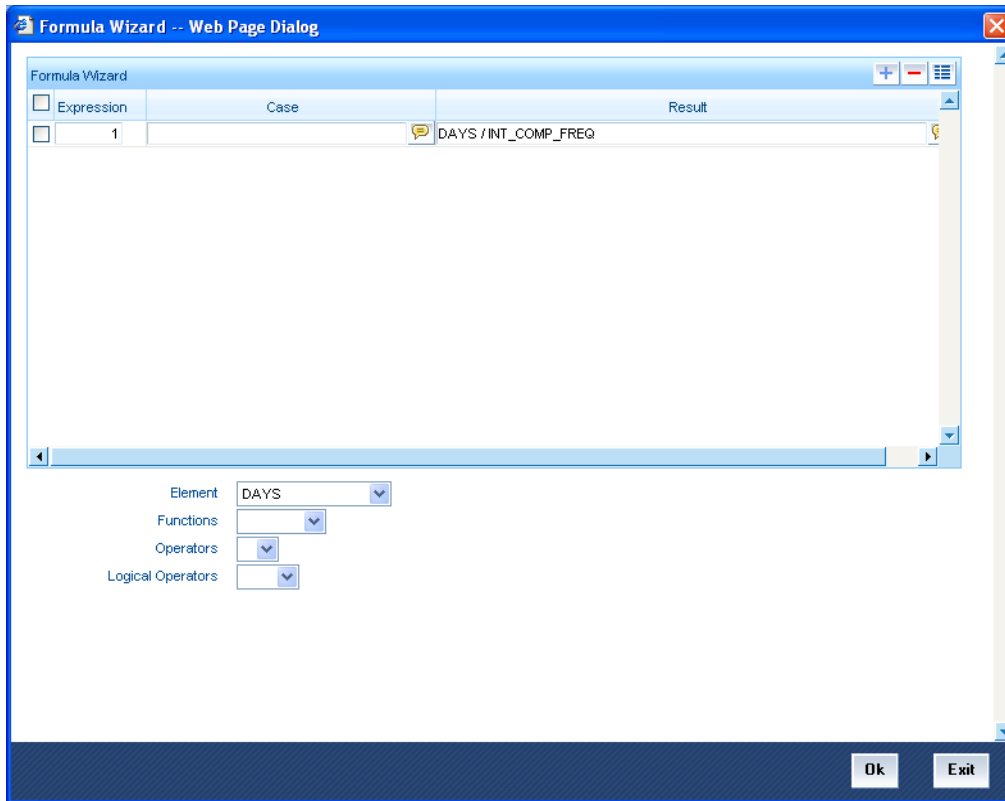 Formula Wizard -- Web Page Dialog
Formula Wizard
Expression Case Result
1 DAYS / INT_COMP_FREQ
Element DAYS
Functions
Operators
Logical Operators
Ok Exit